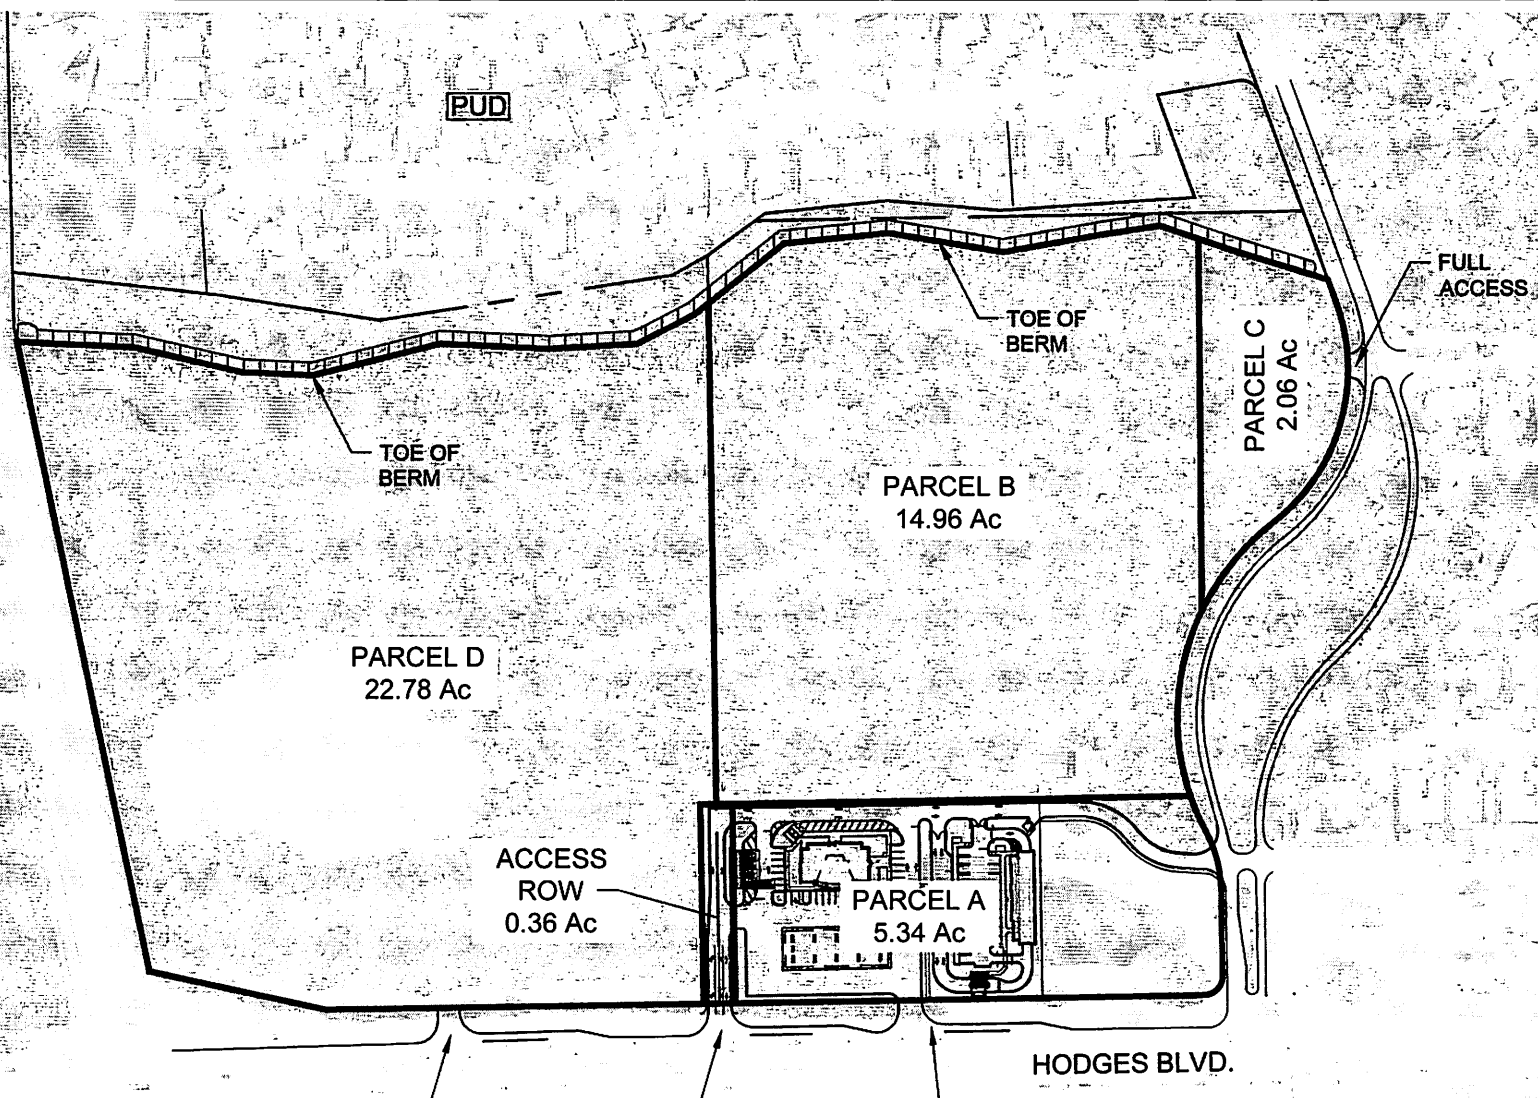 PUD
FULL
ACCESS
TOE OF
BERM
PARCEL C
2.06 Ac
TOE OF
BERM
PARCEL B
14.96 Ac
PARCEL D
22.78 Ac
ACCESS
ROW
0.36 Ac
PARCEL A
5.34 Ac
HODGES BLVD.